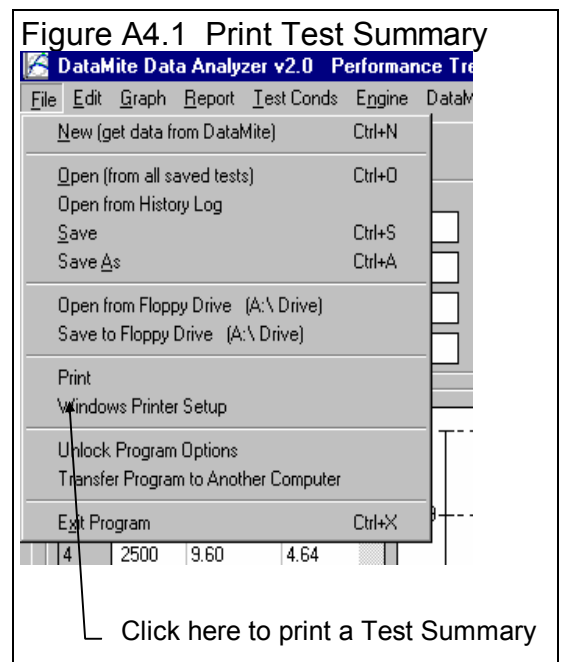 Figure A4.1 Print Test Summary
DataMite Data Analyzer v2.0 Performance Tre
File Edit Graph Report Test Conds Engine DataM
New (get data from DataMite) Ctrl+N
Open (from all saved tests) Ctrl+O
Open from History Log
Save Ctrl+S
Save As Ctrl+A
Open from Floppy Drive (A:\ Drive)
Save to Floppy Drive (A:\ Drive)
Print
Windows Printer Setup
Unlock Program Options
Transfer Program to Another Computer
Exit Program Ctrl+X
4 2500 9.60 4.64
Click here to print a Test Summary